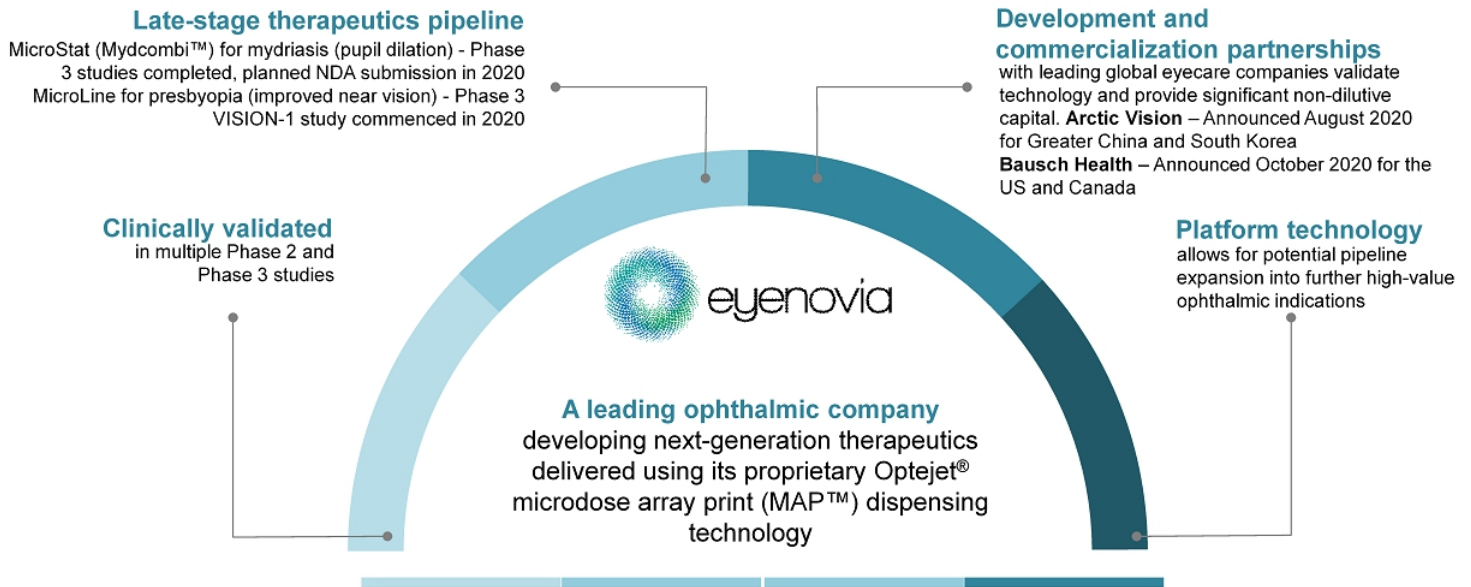 Late-stage therapeutics pipeline
MicroStat (Mydcombi™) for mydriasis (pupil dilation) - Phase
3 studies completed, planned NDA submission in 2020
MicroLine for presbyopia (improved near vision) - Phase 3
VISION-1 study commenced in 2020
Development and
commercialization partnerships
with leading global eyecare companies validate
technology and provide significant non-dilutive
capital. Arctic Vision – Announced August 2020
for Greater China and South Korea
Bausch Health – Announced October 2020 for the
US and Canada
Clinically validated
in multiple Phase 2 and
Phase 3 studies
Platform technology
allows for potential pipeline
expansion into further high-value
ophthalmic indications
eyenovia
A leading ophthalmic company
developing next-generation therapeutics
delivered using its proprietary Optejet®
microdose array print (MAP™) dispensing
technology